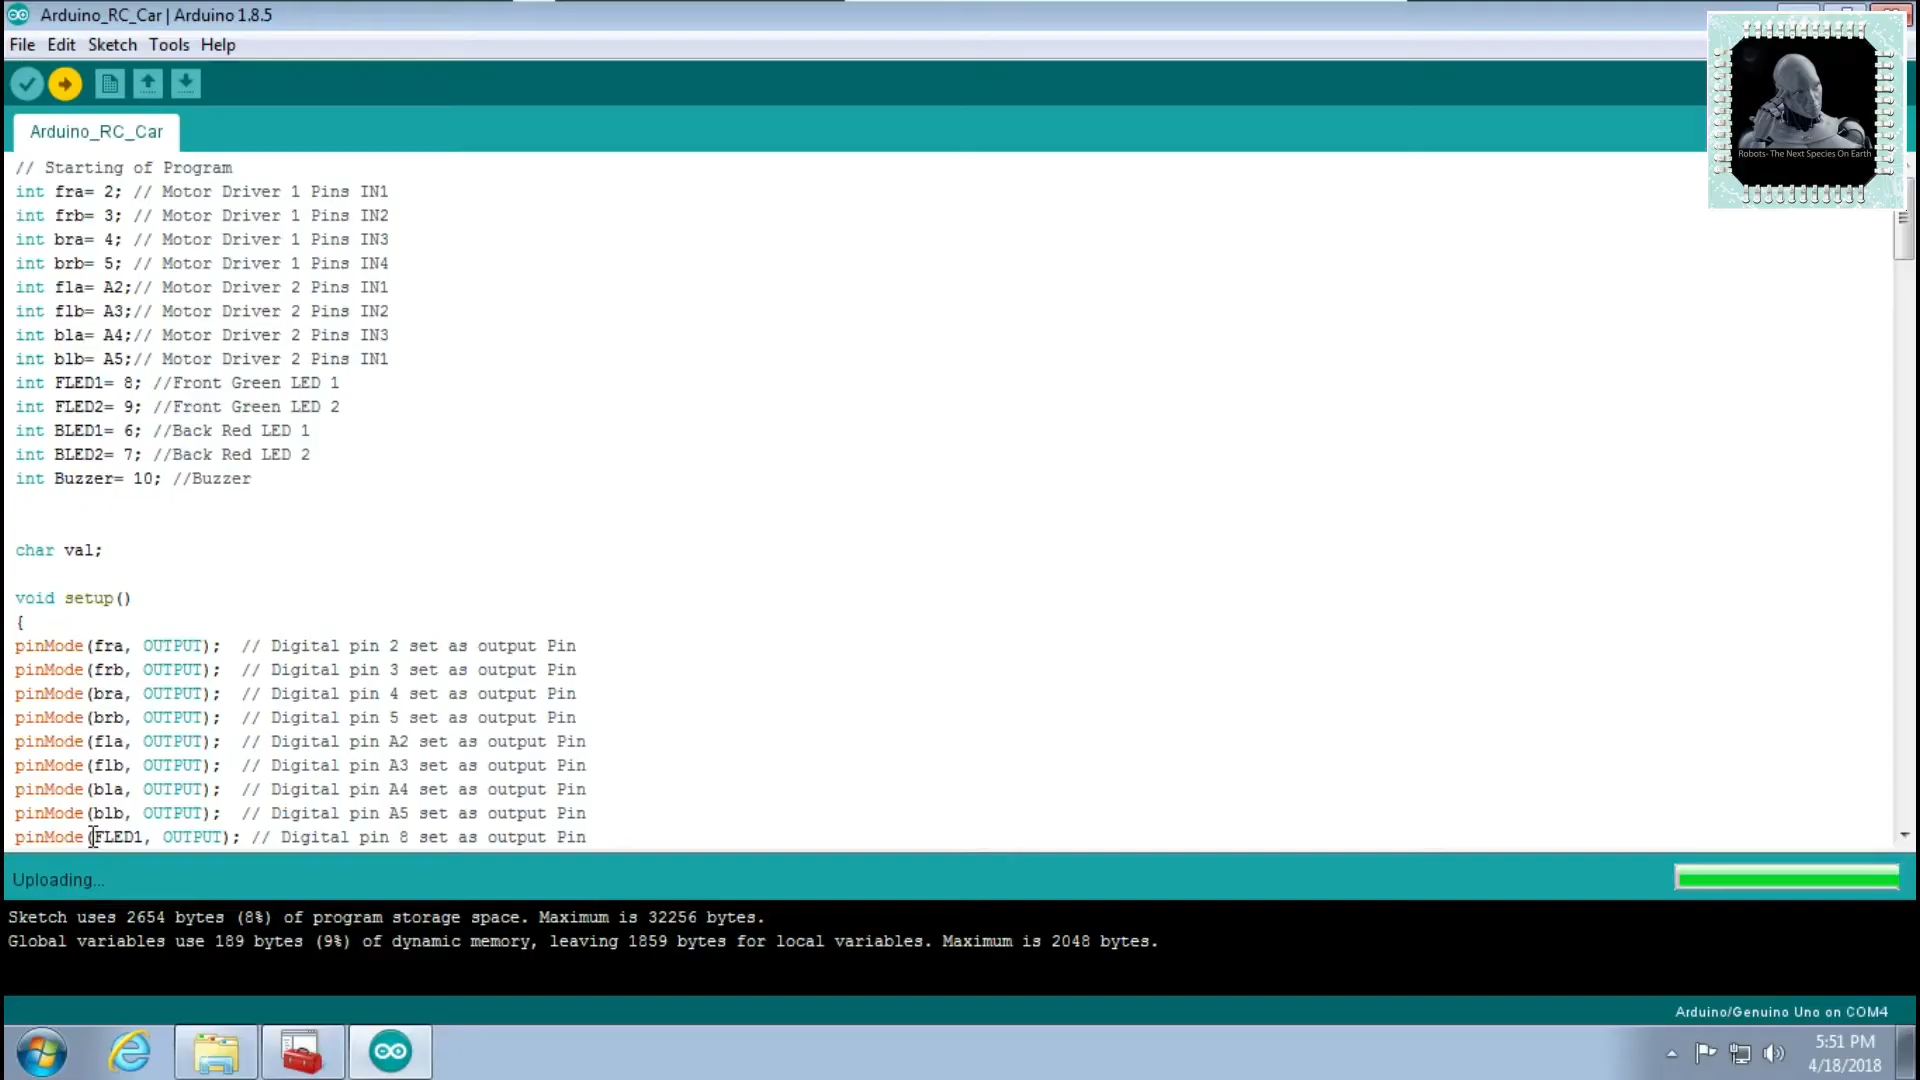 Arduino_RC_Car | Arduino 1.8.5
File Edit Sketch Tools Help
Robots- The Next Species On Earth
Arduino_RC_Car
// Starting of Program
int fra= 2; // Motor Driver 1 Pins IN1
int frb= 3; // Motor Driver 1 Pins IN2
int bra= 4; // Motor Driver 1 Pins IN3
int brb= 5; // Motor Driver 1 Pins IN4
int fla= A2;// Motor Driver 2 Pins IN1
int flb= A3;// Motor Driver 2 Pins IN2
int bla= A4;// Motor Driver 2 Pins IN3
int blb= A5;// Motor Driver 2 Pins IN1
int FLED1= 8; //Front Green LED 1
int FLED2= 9; //Front Green LED 2
int BLED1= 6; //Back Red LED 1
int BLED2= 7; //Back Red LED 2
int Buzzer= 10; //Buzzer
char val;
void setup()
{
pinMode(fra, OUTPUT);  // Digital pin 2 set as output Pin
pinMode(frb, OUTPUT);  // Digital pin 3 set as output Pin
pinMode(bra, OUTPUT);  // Digital pin 4 set as output Pin
pinMode(brb, OUTPUT);  // Digital pin 5 set as output Pin
pinMode(fla, OUTPUT);  // Digital pin A2 set as output Pin
pinMode(flb, OUTPUT);  // Digital pin A3 set as output Pin
pinMode(bla, OUTPUT);  // Digital pin A4 set as output Pin
pinMode(blb, OUTPUT);  // Digital pin A5 set as output Pin
pinMode(FLED1, OUTPUT); // Digital pin 8 set as output Pin
Uploading...
Sketch uses 2654 bytes (8%) of program storage space. Maximum is 32256 bytes.
Global variables use 189 bytes (9%) of dynamic memory, leaving 1859 bytes for local variables. Maximum is 2048 bytes.
Arduino/Genuino Uno on COM4
5:51 PM
4/18/2018